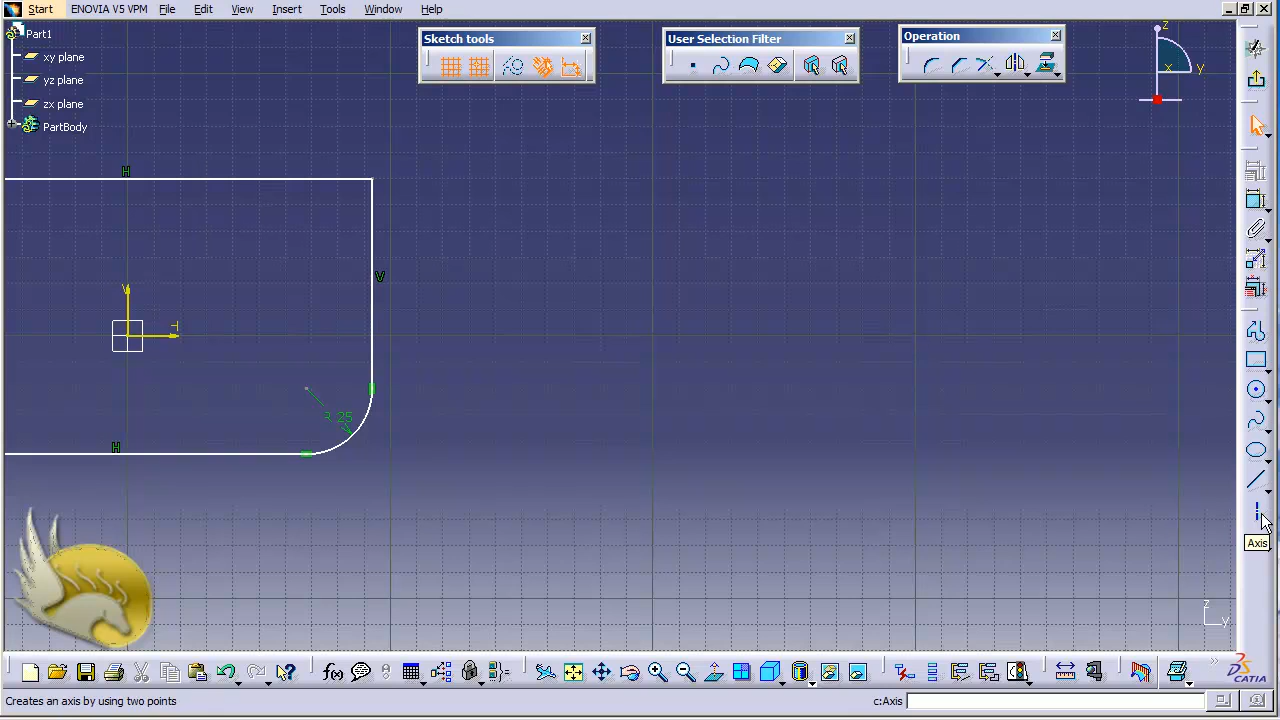 Start ENOVIA V5 VPM File Edit View Insert Tools Window Help
Part1
xy plane
yz plane
zx plane
PartBody
Sketch tools
User Selection Filter
Operation
z
x
y
H
V
V
R 25
H
Axis
z
y
f(x)
CATIA
Creates an axis by using two points
c:Axis